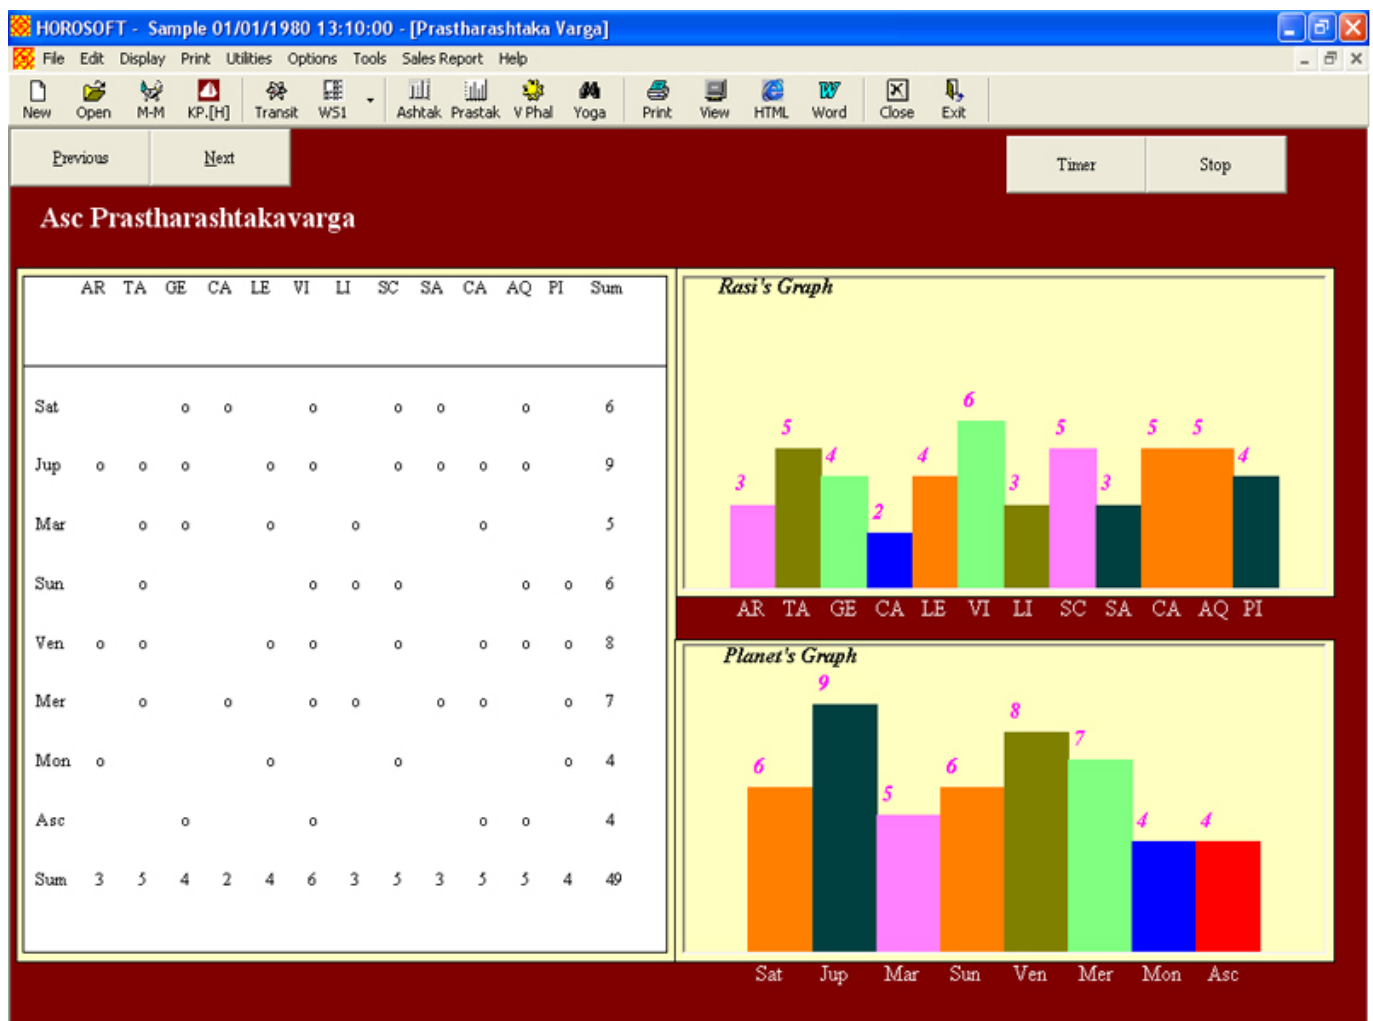 HOROSOFT - Sample 01/01/1980 13:10:00 - [Prastharashtaka Varga]
File Edit Display Print Utilities Options Tools Sales Report Help
New Open M-M KP.[H] Transit WS1 Ashtak Prastak V Phal Yoga Print View HTML Word Close Exit
Previous Next Timer Stop
Asc Prastharashtakavarga
AR TA GE CA LE VI LI SC SA CA AQ PI Sum
Sat o o o o o o 6
Jup o o o o o o o o o 9
Mar o o o o o 5
Sun o o o o o o 6
Ven o o o o o o o o 8
Mer o o o o o o o 7
Mon o o o o 4
Asc o o o o 4
Sum 3 5 4 2 4 6 3 5 3 5 5 4 49
Rasi's Graph
3 5 4 2 4 6 3 5 3 5 5 4
AR TA GE CA LE VI LI SC SA CA AQ PI
Planet's Graph
6 9 5 6 8 7 4 4
Sat Jup Mar Sun Ven Mer Mon Asc